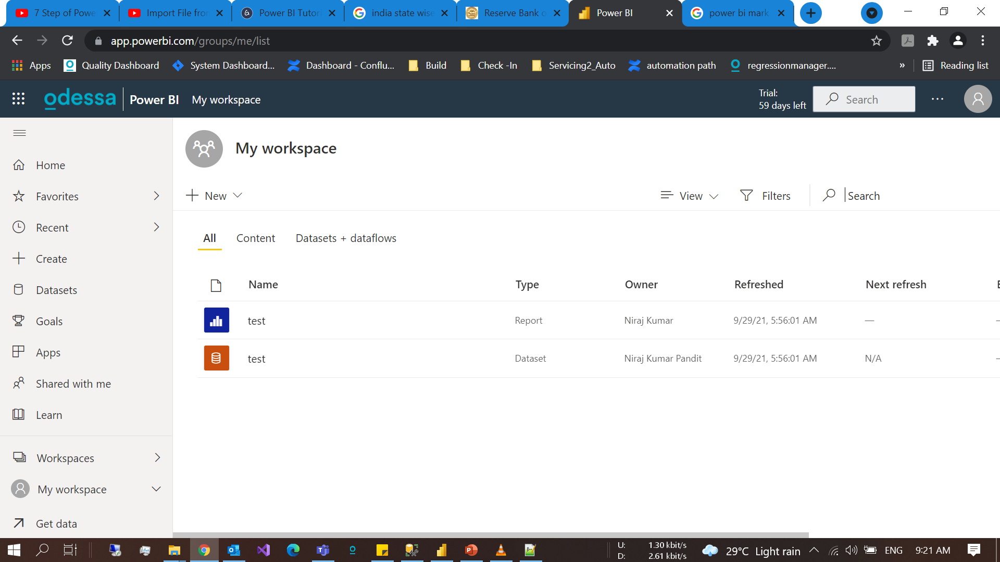 7 Step of Powe
Import File fron
Power BI Tutori
india state wise
Reserve Bank o
Power BI
power bi mark
app.powerbi.com/groups/me/list
Apps
Quality Dashboard
System Dashboard...
Dashboard - Conflu...
Build
Check -In
Servicing2_Auto
automation path
regressionmanager....
»
Reading list
odessa
Power BI
My workspace
Trial:
59 days left
Search
My workspace
Home
Favorites
Recent
Create
Datasets
Goals
Apps
Shared with me
Learn
Workspaces
My workspace
Get data
New
View
Filters
Search
All
Content
Datasets + dataflows
Name
Type
Owner
Refreshed
Next refresh
test
Report
Niraj Kumar
9/29/21, 5:56:01 AM
—
test
Dataset
Niraj Kumar Pandit
9/29/21, 5:56:01 AM
N/A
U: 1.30 kbit/s
D: 2.61 kbit/s
29°C Light rain
ENG
9:21 AM